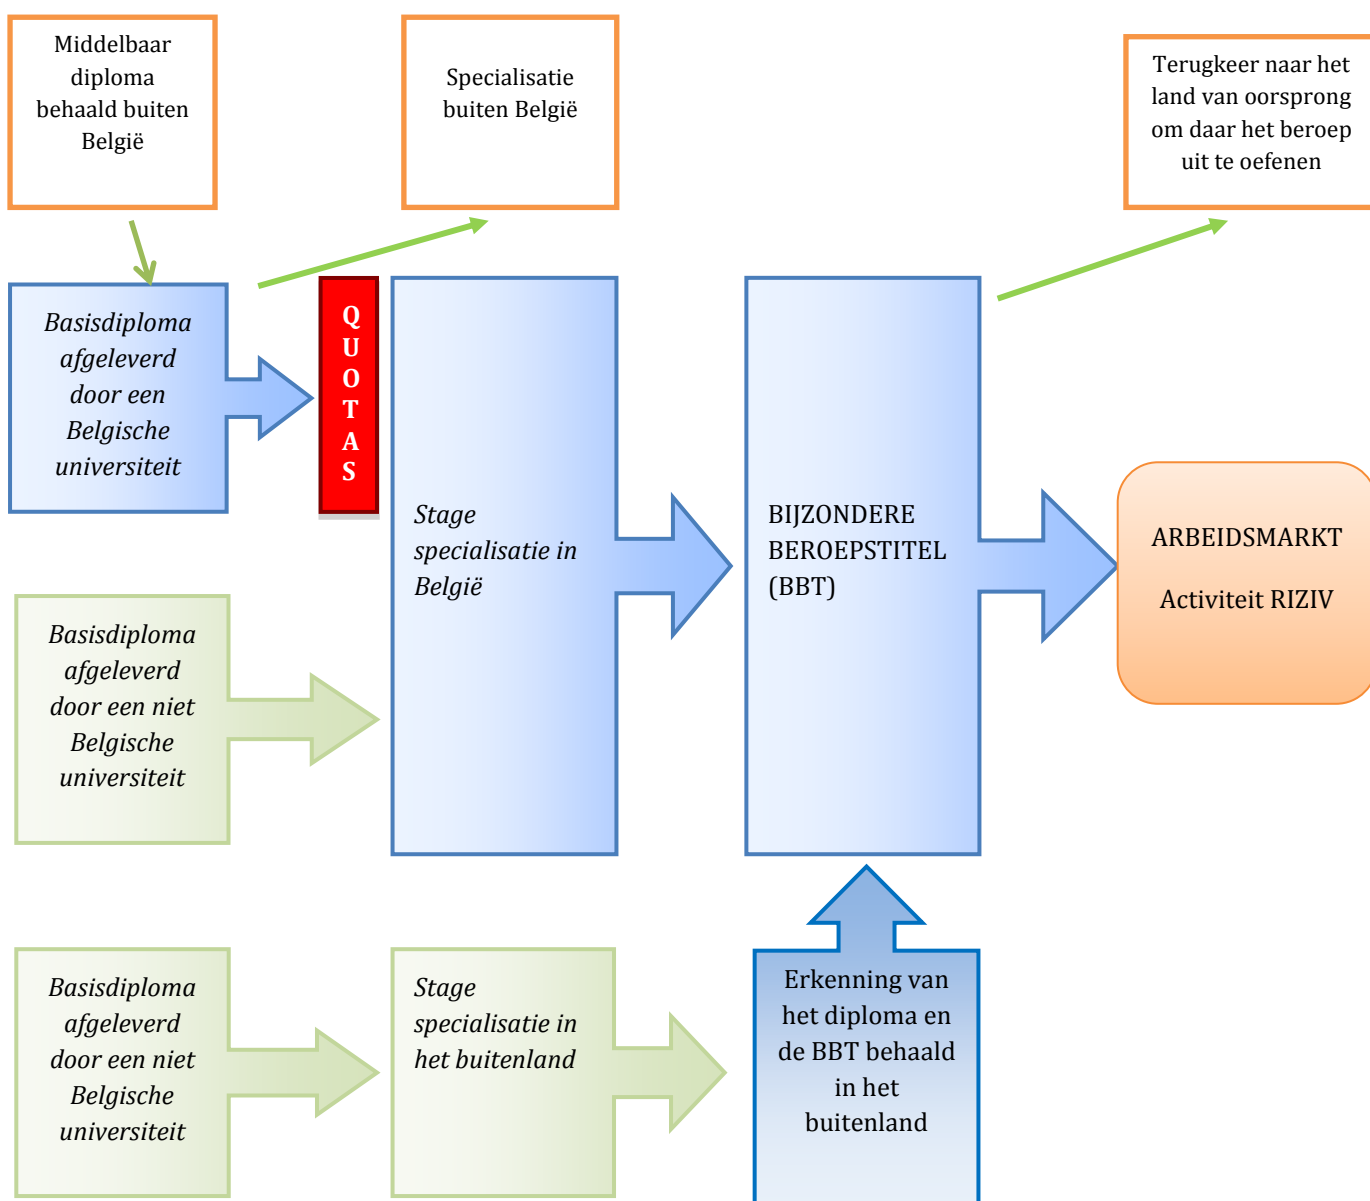 Middelbaar
diploma
behaald buiten
België
Specialisatie
buiten België
Terugkeer naar het
land van oorsprong
om daar het beroep
uit te oefenen
Basisdiploma
afgeleverd
door een
Belgische
universiteit
Q
U
O
T
A
S
Stage
specialisatie in
België
BIJZONDERE
BEROEPSTITEL
(BBT)
ARBEIDSMARKT
Activiteit RIZIV
Basisdiploma
afgeleverd
door een niet
Belgische
universiteit
Basisdiploma
afgeleverd
door een niet
Belgische
universiteit
Stage
specialisatie in
het buitenland
Erkenning van
het diploma en
de BBT behaald
in het
buitenland